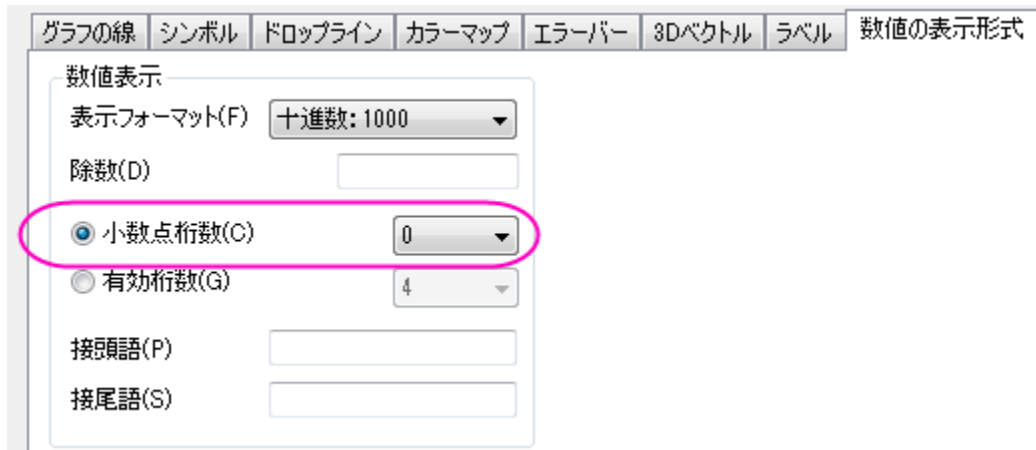 グラフの線 シンボル ドロップライン カラーマップ エラーバー 3Dベクトル ラベル 数値の表示形式
数値表示
表示フォーマット(F) 十進数: 1000
除数(D)
小数点桁数(C) 0
有効桁数(G) 4
接頭語(P)
接尾語(S)